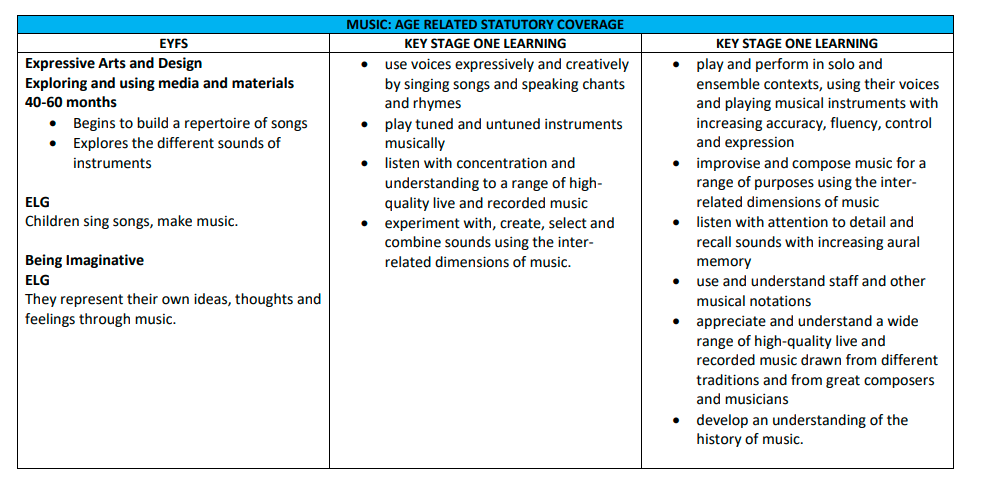 MUSIC: AGE RELATED STATUTORY COVERAGE
EYFS
Expressive Arts and Design
Exploring and using media and materials
40-60 months
• Begins to build a repertoire of songs
• Explores the different sounds of
instruments
ELG
Children sing songs, make music.
Being Imaginative
ELG
They represent their own ideas, thoughts and
feelings through music.
KEY STAGE ONE LEARNING
• use voices expressively and creatively
by singing songs and speaking chants
and rhymes
• play tuned and untuned instruments
musically
• listen with concentration and
understanding to a range of high-
quality live and recorded music
• experiment with, create, select and
combine sounds using the inter-
related dimensions of music.
KEY STAGE ONE LEARNING
• play and perform in solo and
ensemble contexts, using their voices
and playing musical instruments with
increasing accuracy, fluency, control
and expression
• improvise and compose music for a
range of purposes using the inter-
related dimensions of music
• listen with attention to detail and
recall sounds with increasing aural
memory
• use and understand staff and other
musical notations
• appreciate and understand a wide
range of high-quality live and
recorded music drawn from different
traditions and from great composers
and musicians
• develop an understanding of the
history of music.